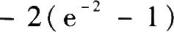 - 2(e⁻² - 1)